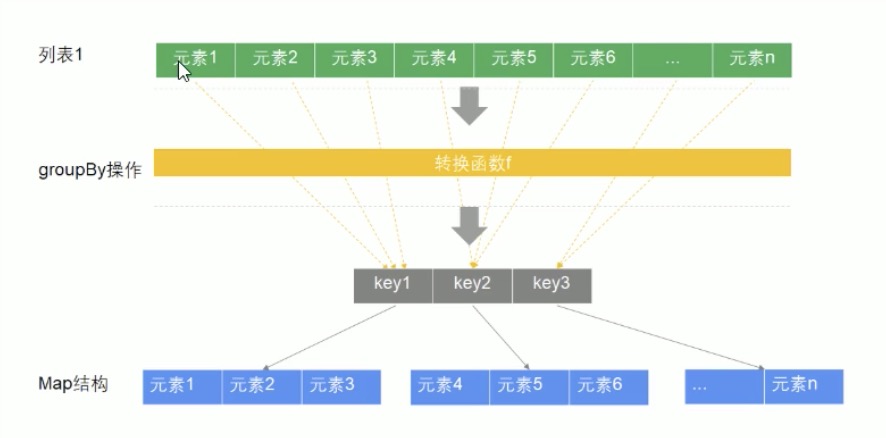 列表1 元素1 元素2 元素3 元素4 元素5 元素6 ... 元素n
groupBy操作 转换函数f
key1 key2 key3
Map结构 元素1 元素2 元素3 元素4 元素5 元素6 ... 元素n